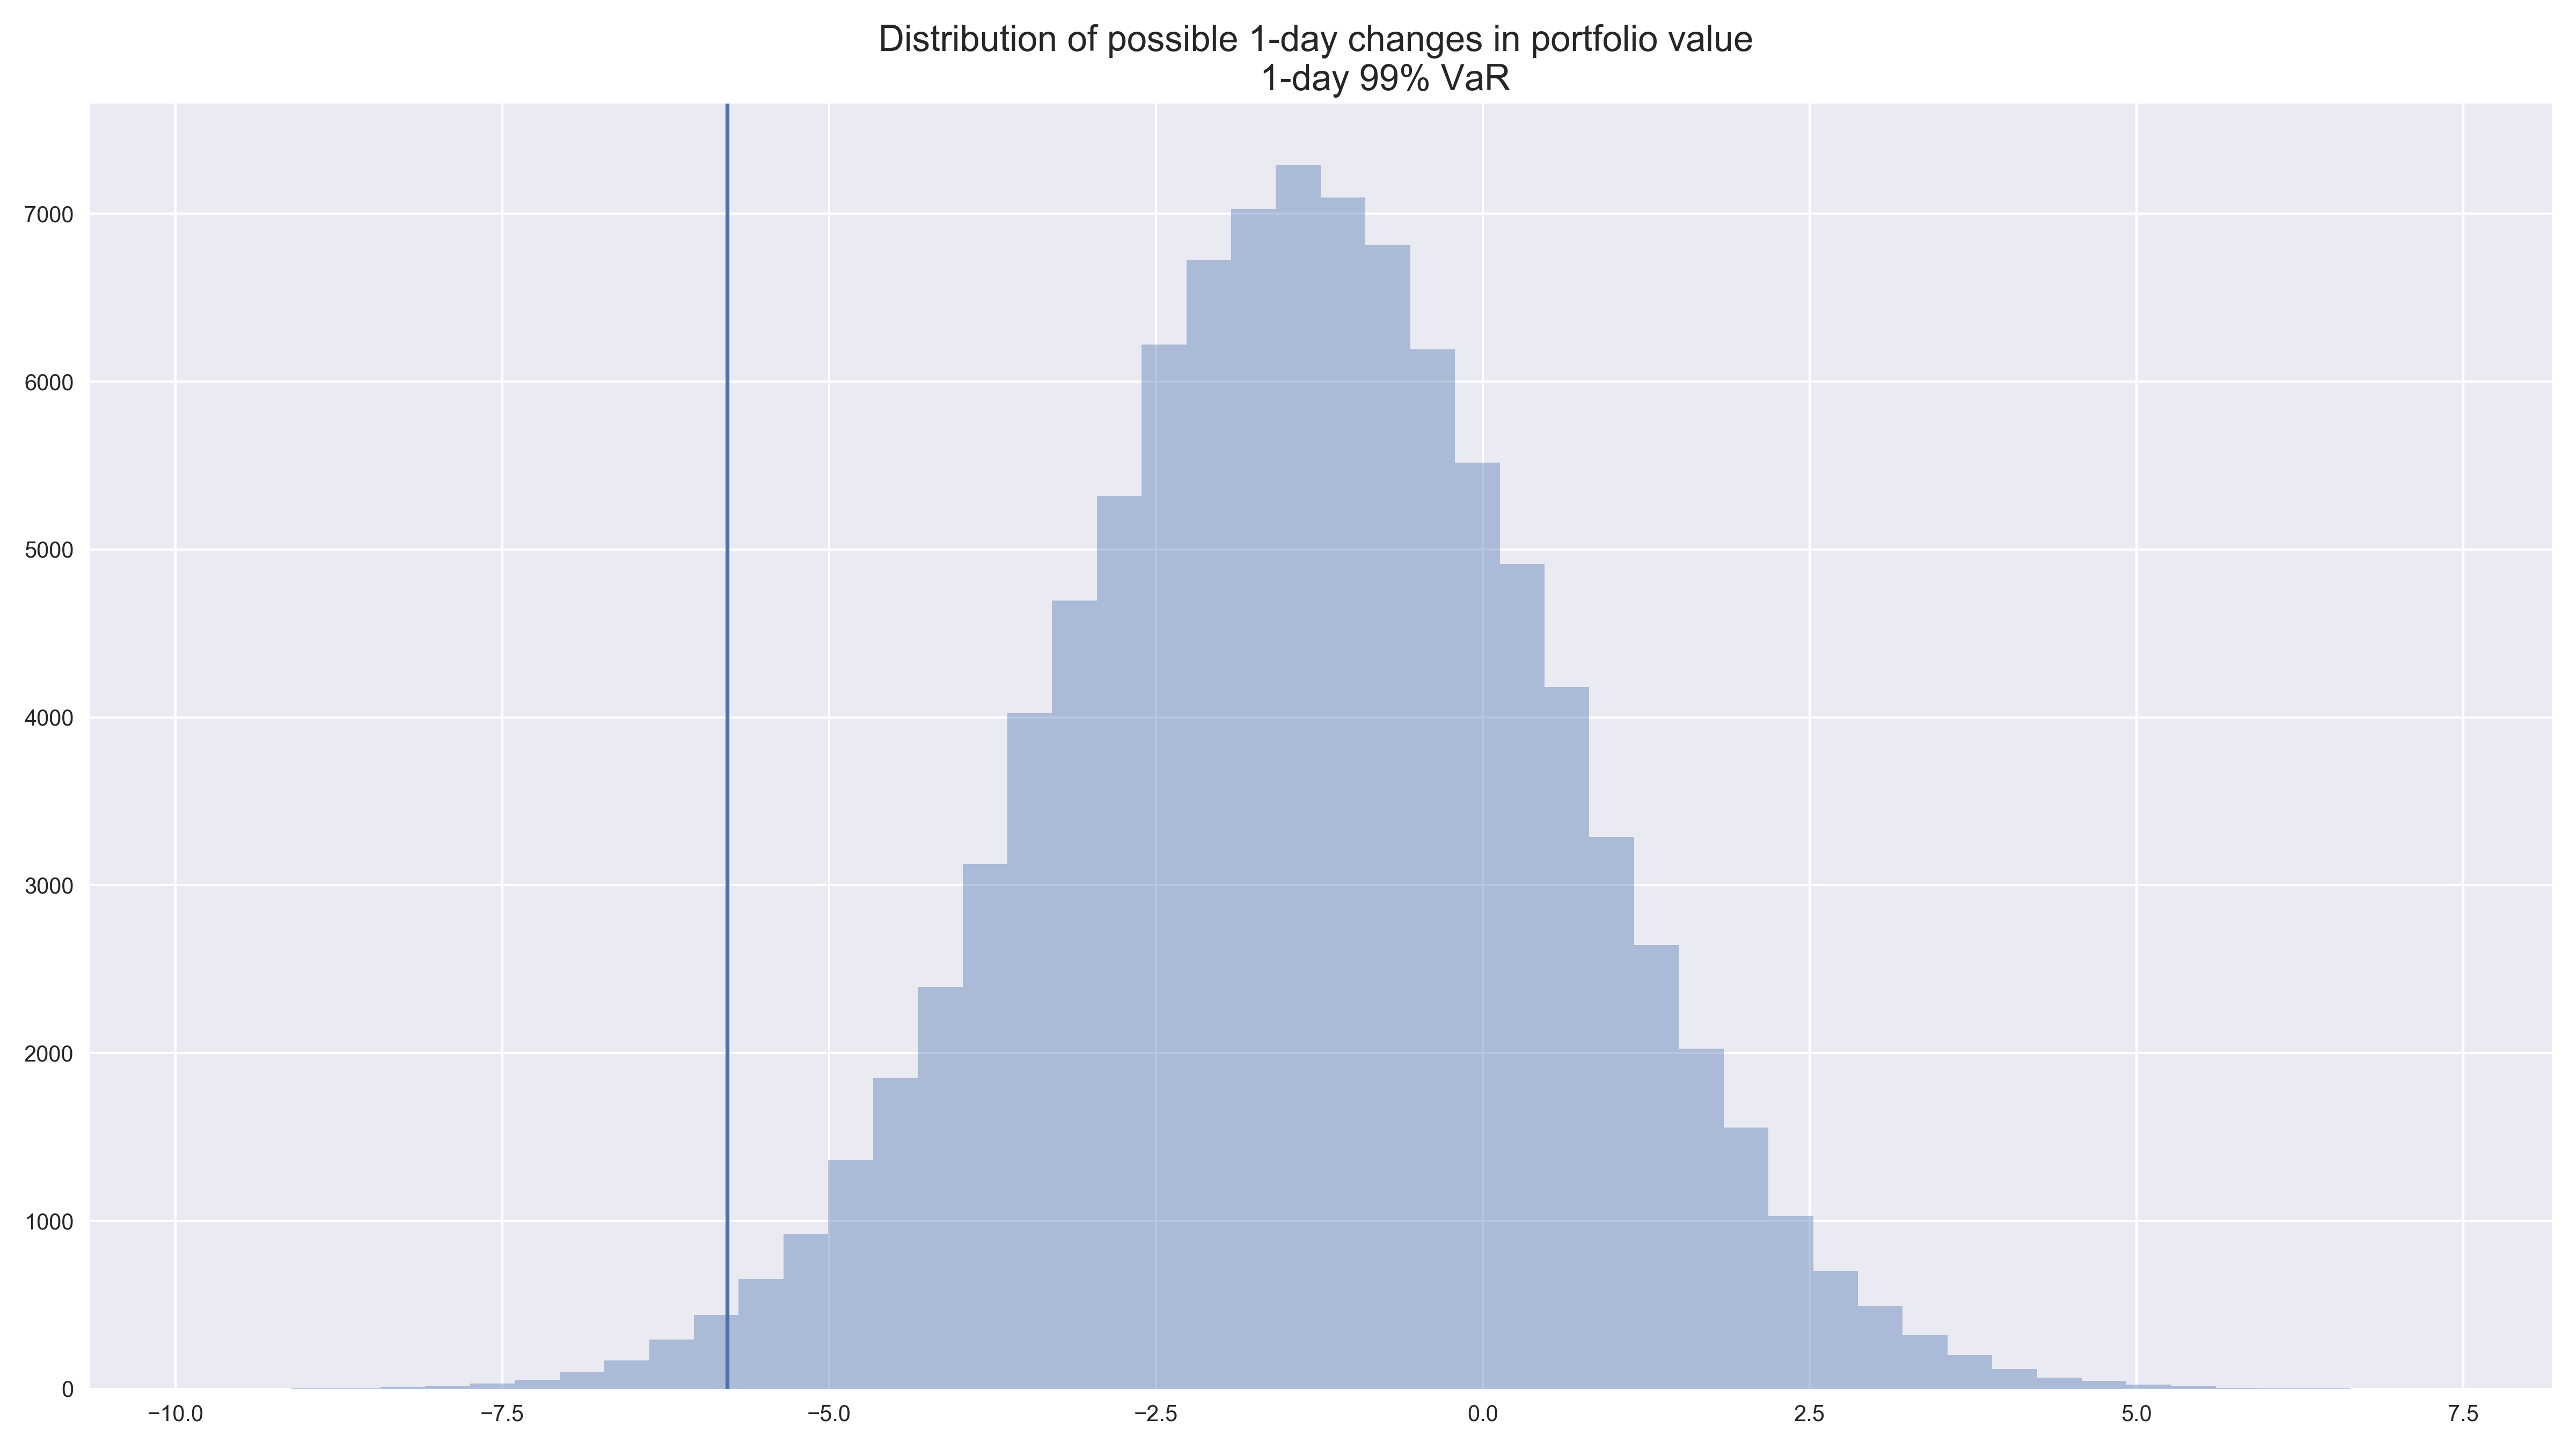 Distribution of possible 1-day changes in portfolio value
1-day 99% VaR
7000
6000
5000
4000
3000
2000
1000
0
−10.0 −7.5 −5.0 −2.5 0.0 2.5 5.0 7.5